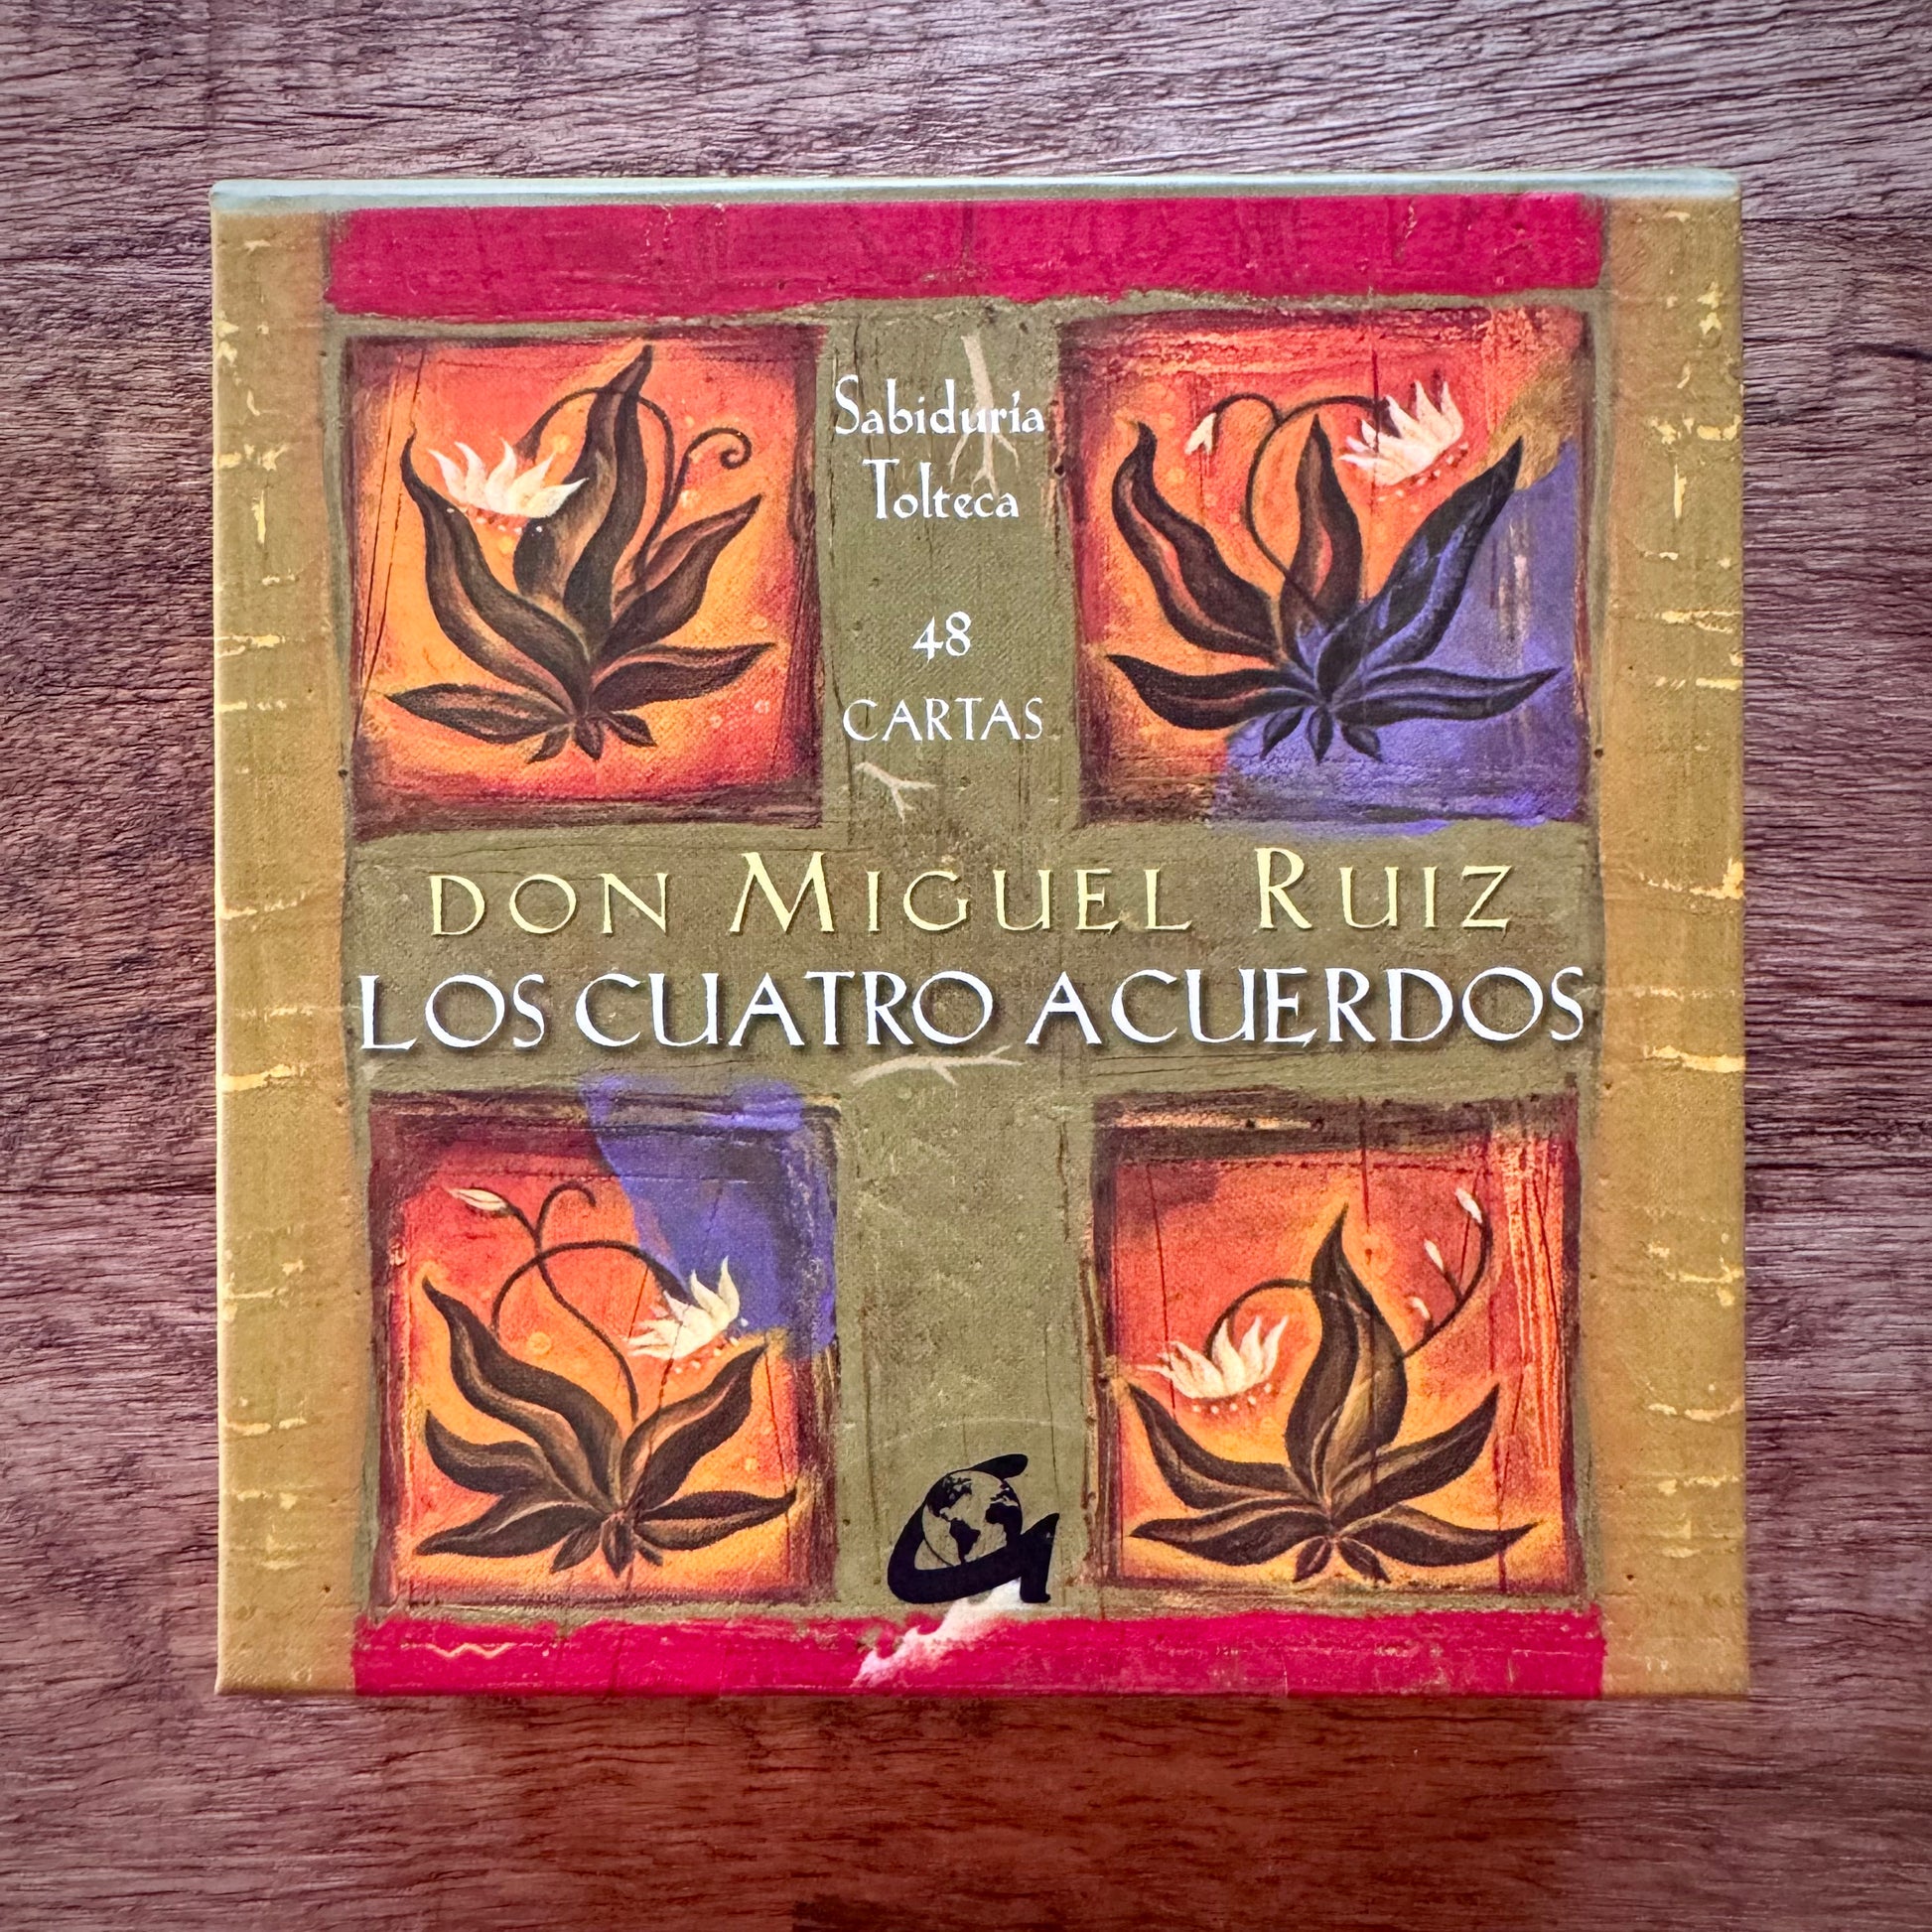 Sabiduría
Tolteca
48
CARTAS
DON MIGUEL RUIZ
LOS CUATRO ACUERDOS